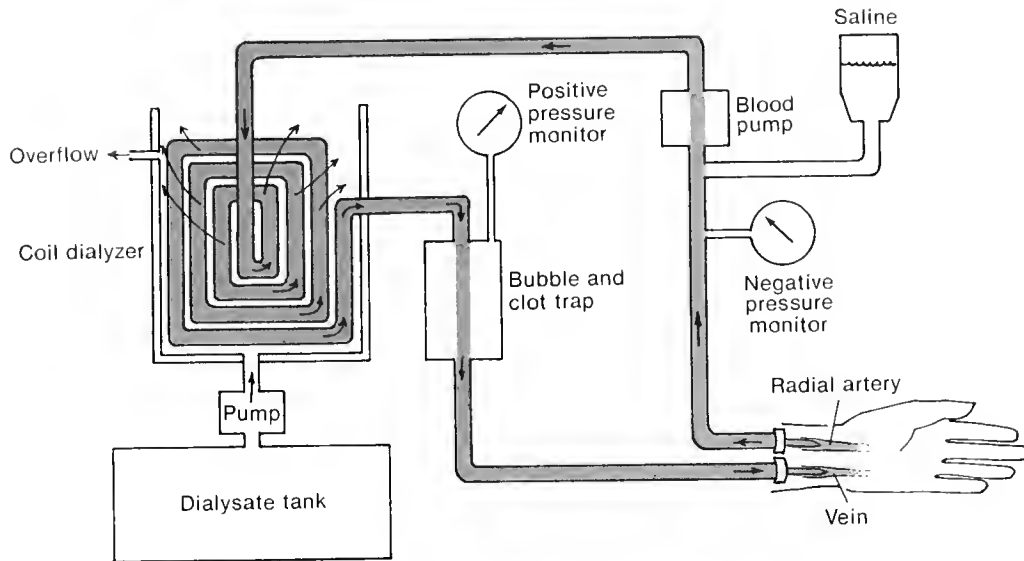 Saline
Positive
pressure
monitor
Blood
pump
Overflow
Coil dialyzer
Bubble and
clot trap
Negative
pressure
monitor
Radial artery
Pump
Dialysate tank
Vein